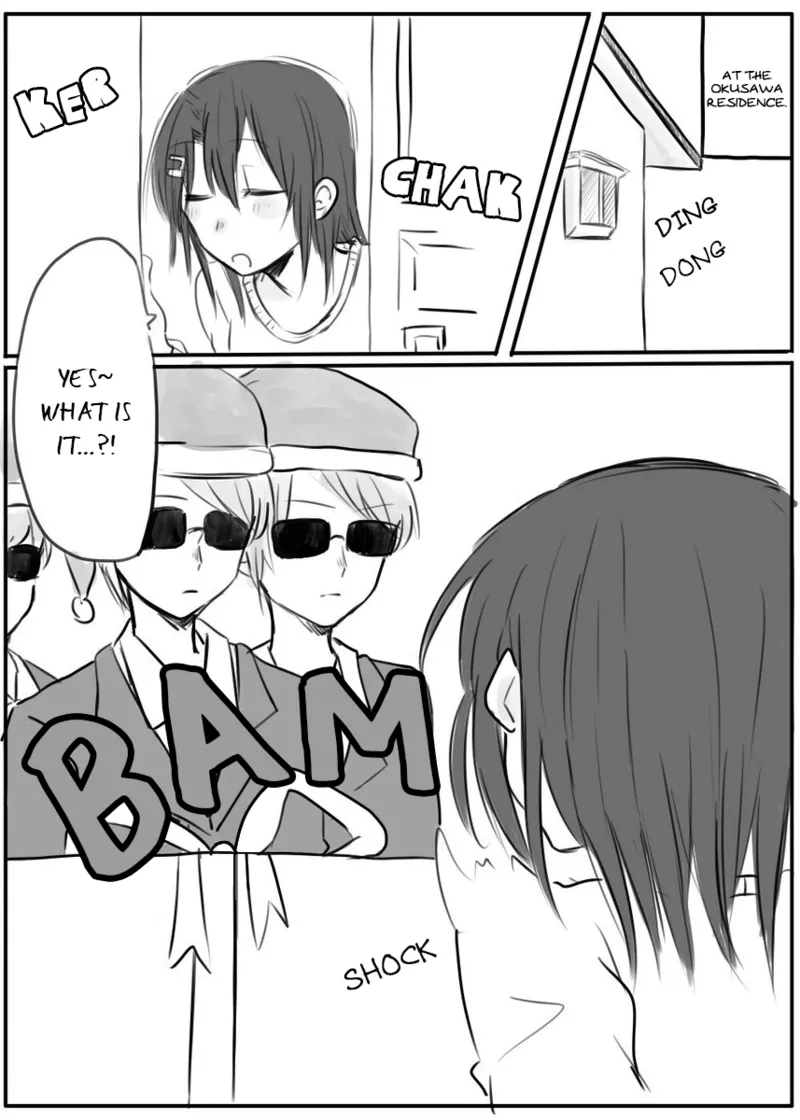 AT THE
OKUSAWA
RESIDENCE.
DING
DONG
KER
CHAK
YES~
WHAT IS
IT...?!
BAM
SHOCK